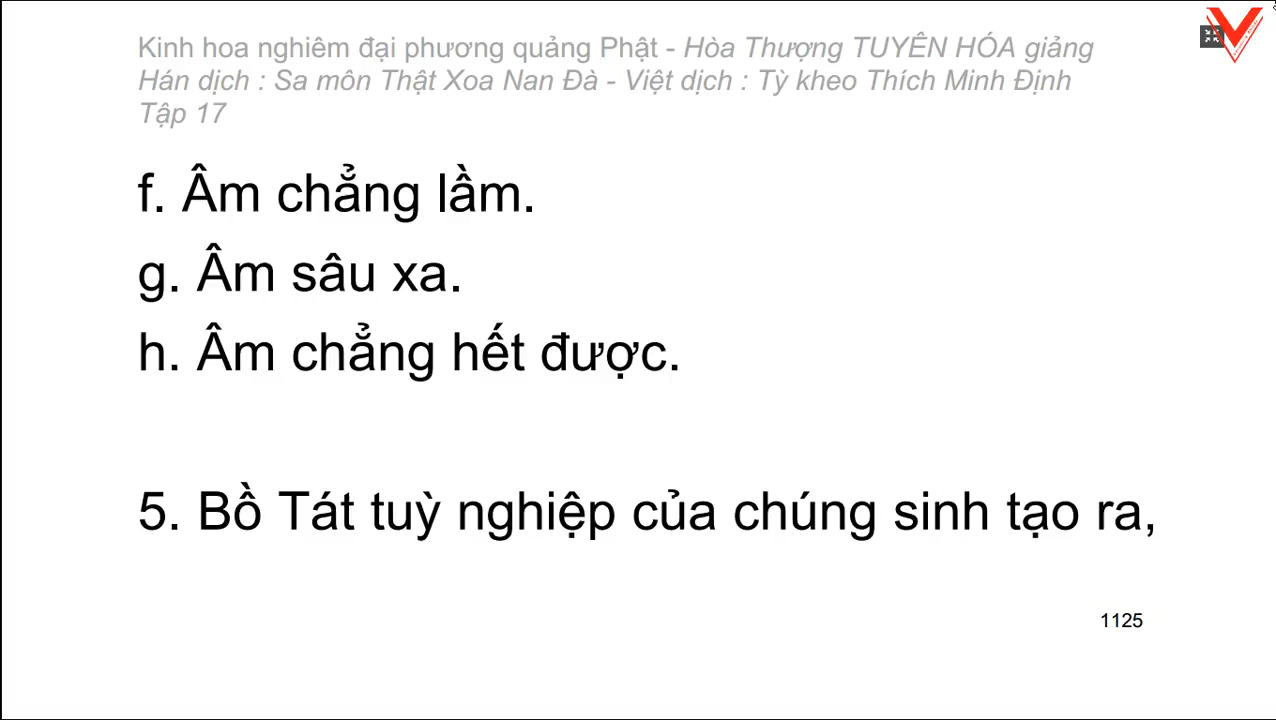 Kinh hoa nghiêm đại phương quảng Phật - Hòa Thượng TUYÊN HÓA giảng
Hán dịch : Sa môn Thật Xoa Nan Đà - Việt dịch : Tỳ kheo Thích Minh Định
Tập 17
f. Âm chẳng lầm.
g. Âm sâu xa.
h. Âm chẳng hết được.
5. Bồ Tát tuỳ nghiệp của chúng sinh tạo ra,
1125